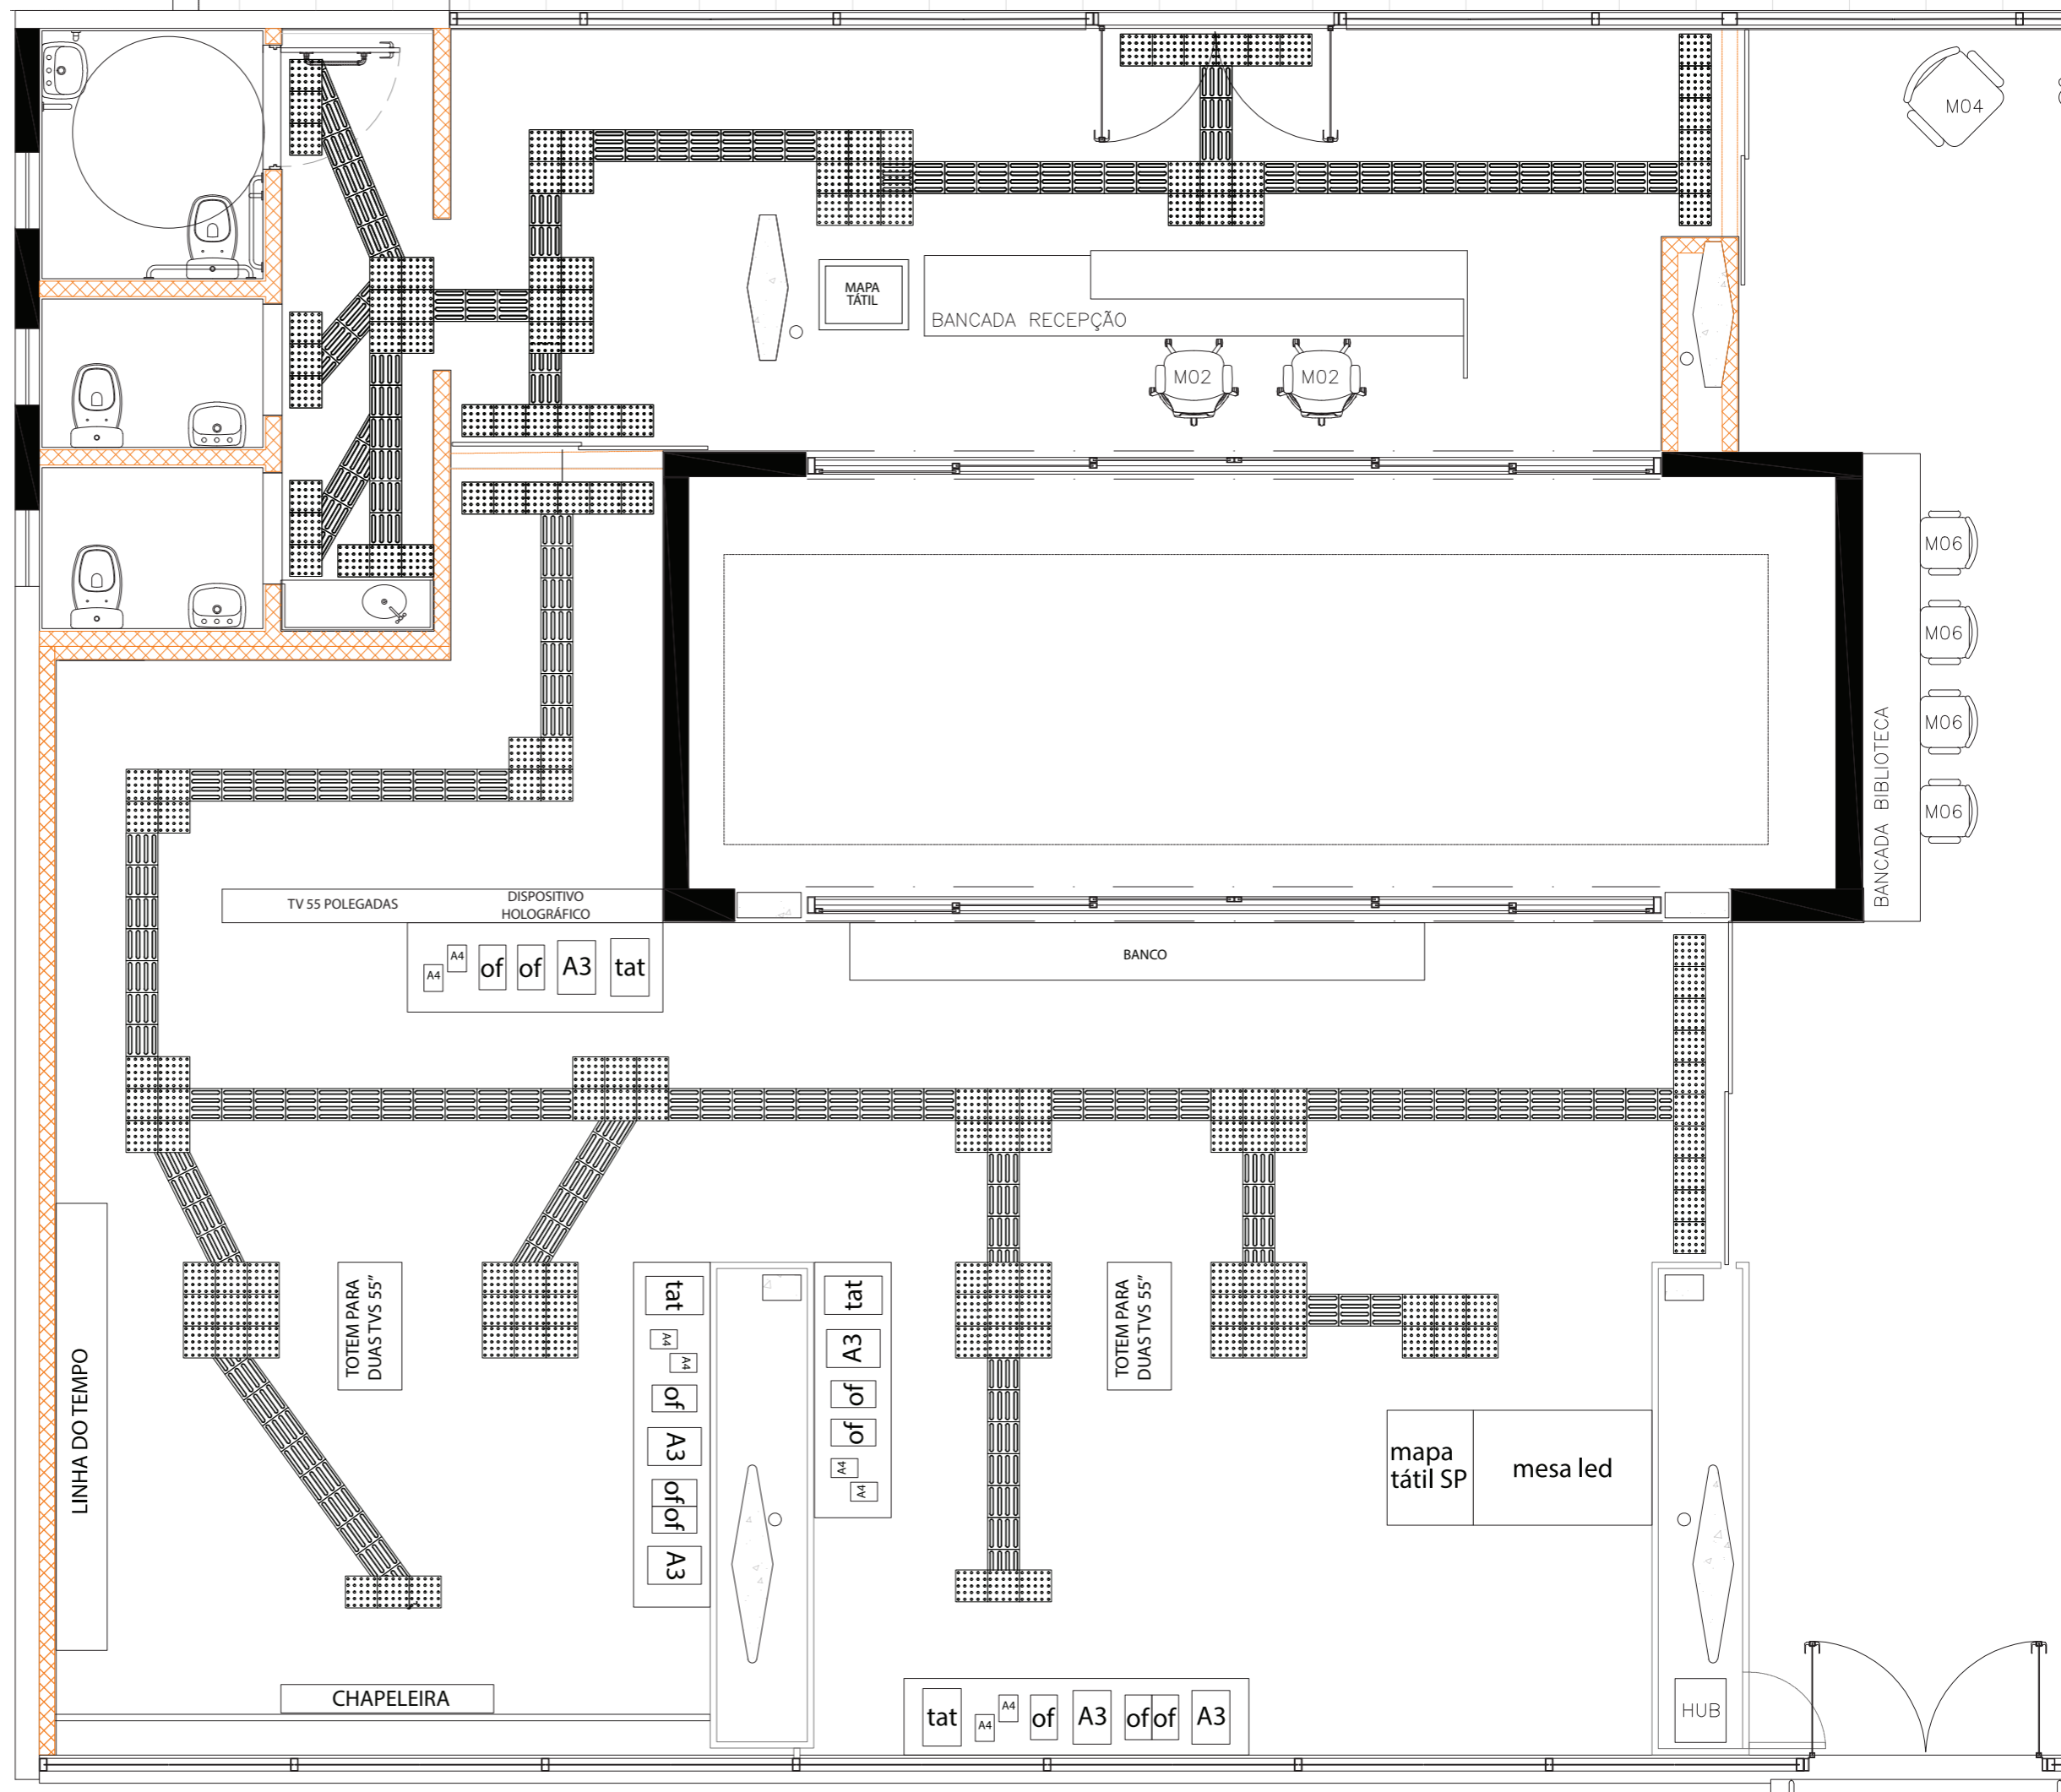 M04
MAPA
TÁTIL
BANCADA RECEPÇÃO
M02
M02
M06
M06
M06
M06
BANCADA BIBLIOTECA
TV 55 POLEGADAS
DISPOSITIVO
HOLOGRÁFICO
A4
A4
of
of
A3
tat
BANCO
LINHA DO TEMPO
TOTEM PARA
DUAS TVS 55”
tat
A4
A4
of
A3
of
of
A3
tat
A3
of
of
A4
A4
TOTEM PARA
DUAS TVS 55”
mapa
tátil SP
mesa led
CHAPELEIRA
tat
A4
A4
of
A3
of
of
A3
HUB